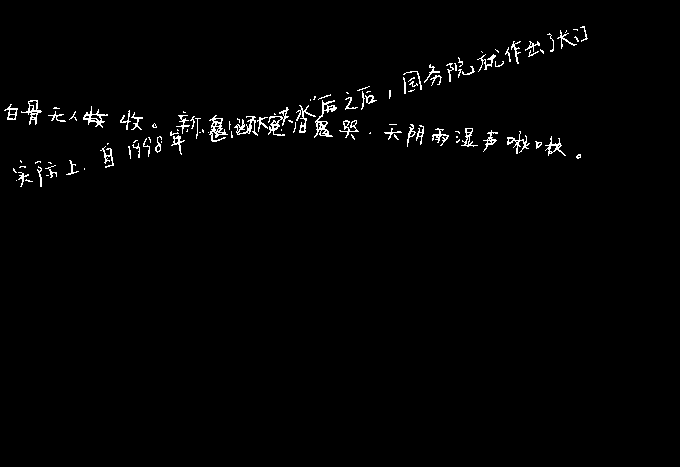 白骨无人收。新鬼烦冤旧鬼哭.天阴雨湿声啾啾。
实际上.自1998年“大洪水”后之后,国务院就作出了长江